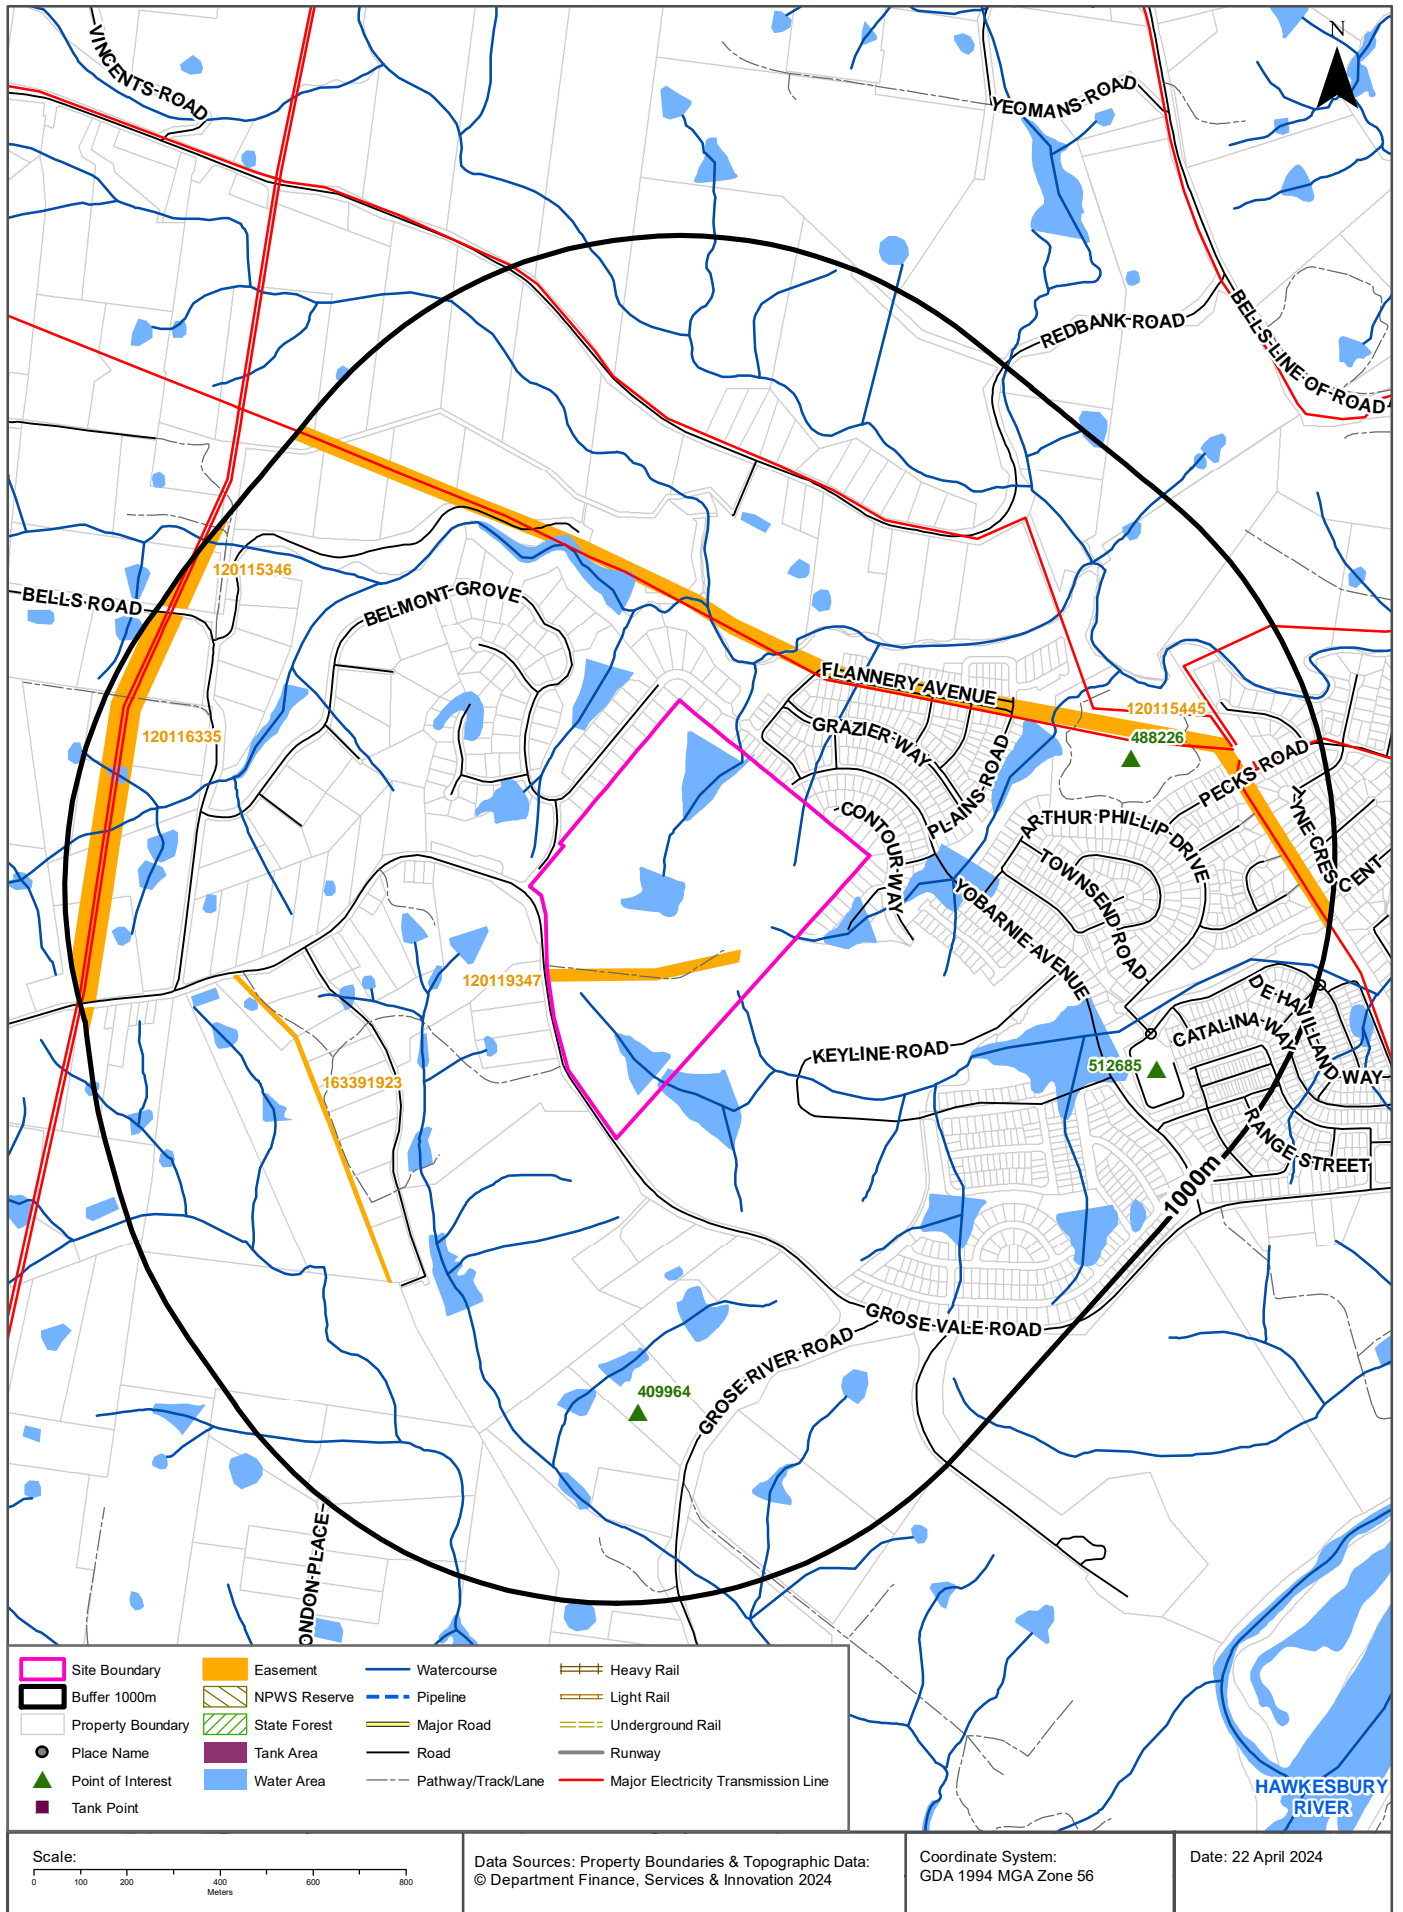 N
VINCENTS ROAD
YEOMANS ROAD
REDBANK ROAD
BELLS LINE OF ROAD
120115346
BELLS ROAD
BELMONT GROVE
FLANNERY AVENUE
120115445
120116335
GRAZIER WAY
488226
PECKS ROAD
PLAINS ROAD
CONTOUR WAY
ARTHUR PHILLIP DRIVE
TOWNSEND ROAD
YOBARNIE AVENUE
120119347
DE HAVILLAND WAY
CATALINA WAY
KEYLINE ROAD
512685
163391923
RANGE STREET
1000m
GROSE VALE ROAD
GROSE RIVER ROAD
409964
ONDON PLACE
HAWKESBURY
RIVER
Site Boundary
Buffer 1000m
Property Boundary
Place Name
Point of Interest
Tank Point
Easement
NPWS Reserve
State Forest
Tank Area
Water Area
Watercourse
Pipeline
Major Road
Road
Pathway/Track/Lane
Heavy Rail
Light Rail
Underground Rail
Runway
Major Electricity Transmission Line
Scale:
0 100 200 400 600 800
Meters
Data Sources: Property Boundaries & Topographic Data:
© Department Finance, Services & Innovation 2024
Coordinate System:
GDA 1994 MGA Zone 56
Date: 22 April 2024